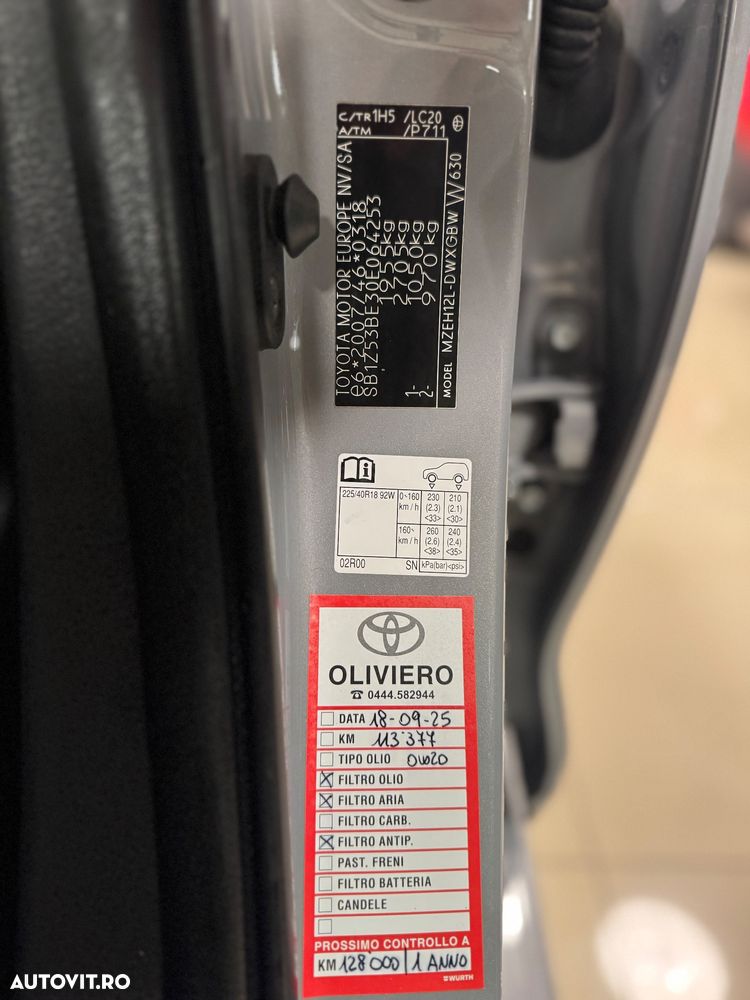 C/TR1H5 /LC20
A/TM /P711
TOYOTA MOTOR EUROPE NV/SA
e6*2007/46*0318
SB1Z53BE30E064253
1955kg
2705kg
1- 1050kg
2- 970kg
MODEL MZEH12L-DWXGBW W630
225/40R18 92W
0~160 km/h
230 (2.3) <33>
210 (2.1) <30>
160~ km/h
260 (2.6) <38>
240 (2.4) <35>
02R00 SN kPa(bar)<psi>
OLIVIERO
☎ 0444.582944
DATA 18-09-25
KM 113'377
TIPO OLIO 0W20
FILTRO OLIO
FILTRO ARIA
FILTRO CARB.
FILTRO ANTIP.
PAST. FRENI
FILTRO BATTERIA
CANDELE
PROSSIMO CONTROLLO A
KM 128000 / 1 ANNO
WÜRTH
AUTOVIT.RO